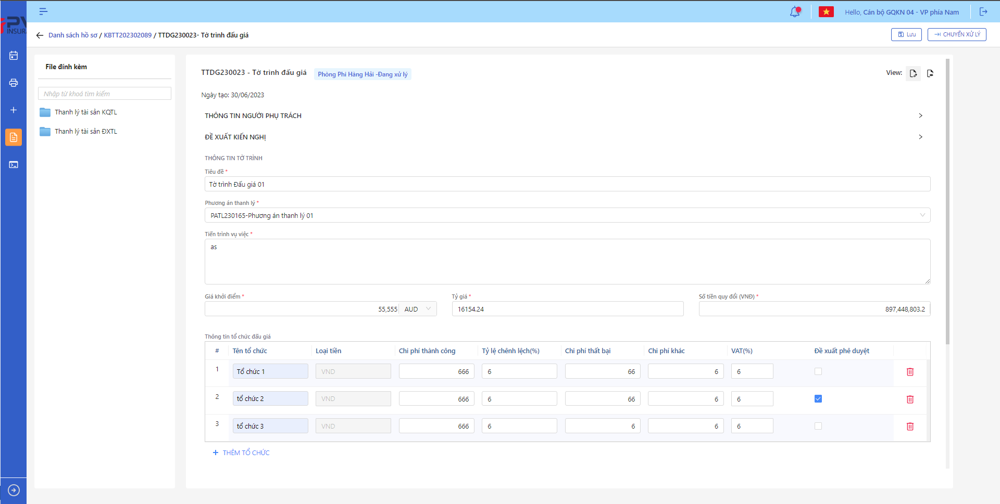 Hello, Cán bộ GQKN 04 - VP phía Nam
INSURA
Danh sách hồ sơ / KBTT202302089 / TTDG230023- Tờ trình đấu giá
Lưu
CHUYỂN XỬ LÝ
File đính kèm
Nhập từ khoá tìm kiếm
Thanh lý tài sản KQTL
Thanh lý tài sản ĐXTL
TTDG230023 - Tờ trình đấu giá
Phòng Phi Hàng Hải -Đang xử lý
View:
Ngày tạo: 30/06/2023
THÔNG TIN NGƯỜI PHỤ TRÁCH
ĐỀ XUẤT KIẾN NGHỊ
THÔNG TIN TỜ TRÌNH
Tiêu đề *
Tờ trình Đấu giá 01
Phương án thanh lý *
PATL230165-Phương án thanh lý 01
Tiến trình vụ việc *
as
Giá khởi điểm * Tỷ giá * Số tiền quy đổi (VNĐ) *
55,555 AUD 16154.24 897,448,803.2
Thông tin tổ chức đấu giá
# Tên tổ chức Loại tiền Chi phí thành công Tỷ lệ chênh lệch(%) Chi phí thất bại Chi phí khác VAT(%) Đề xuất phê duyệt
1 Tổ chức 1 VND 666 6 66 6 6
2 tổ chức 2 VND 666 6 66 6 6
3 tổ chức 3 VND 666 6 6 6 6
+ THÊM TỔ CHỨC